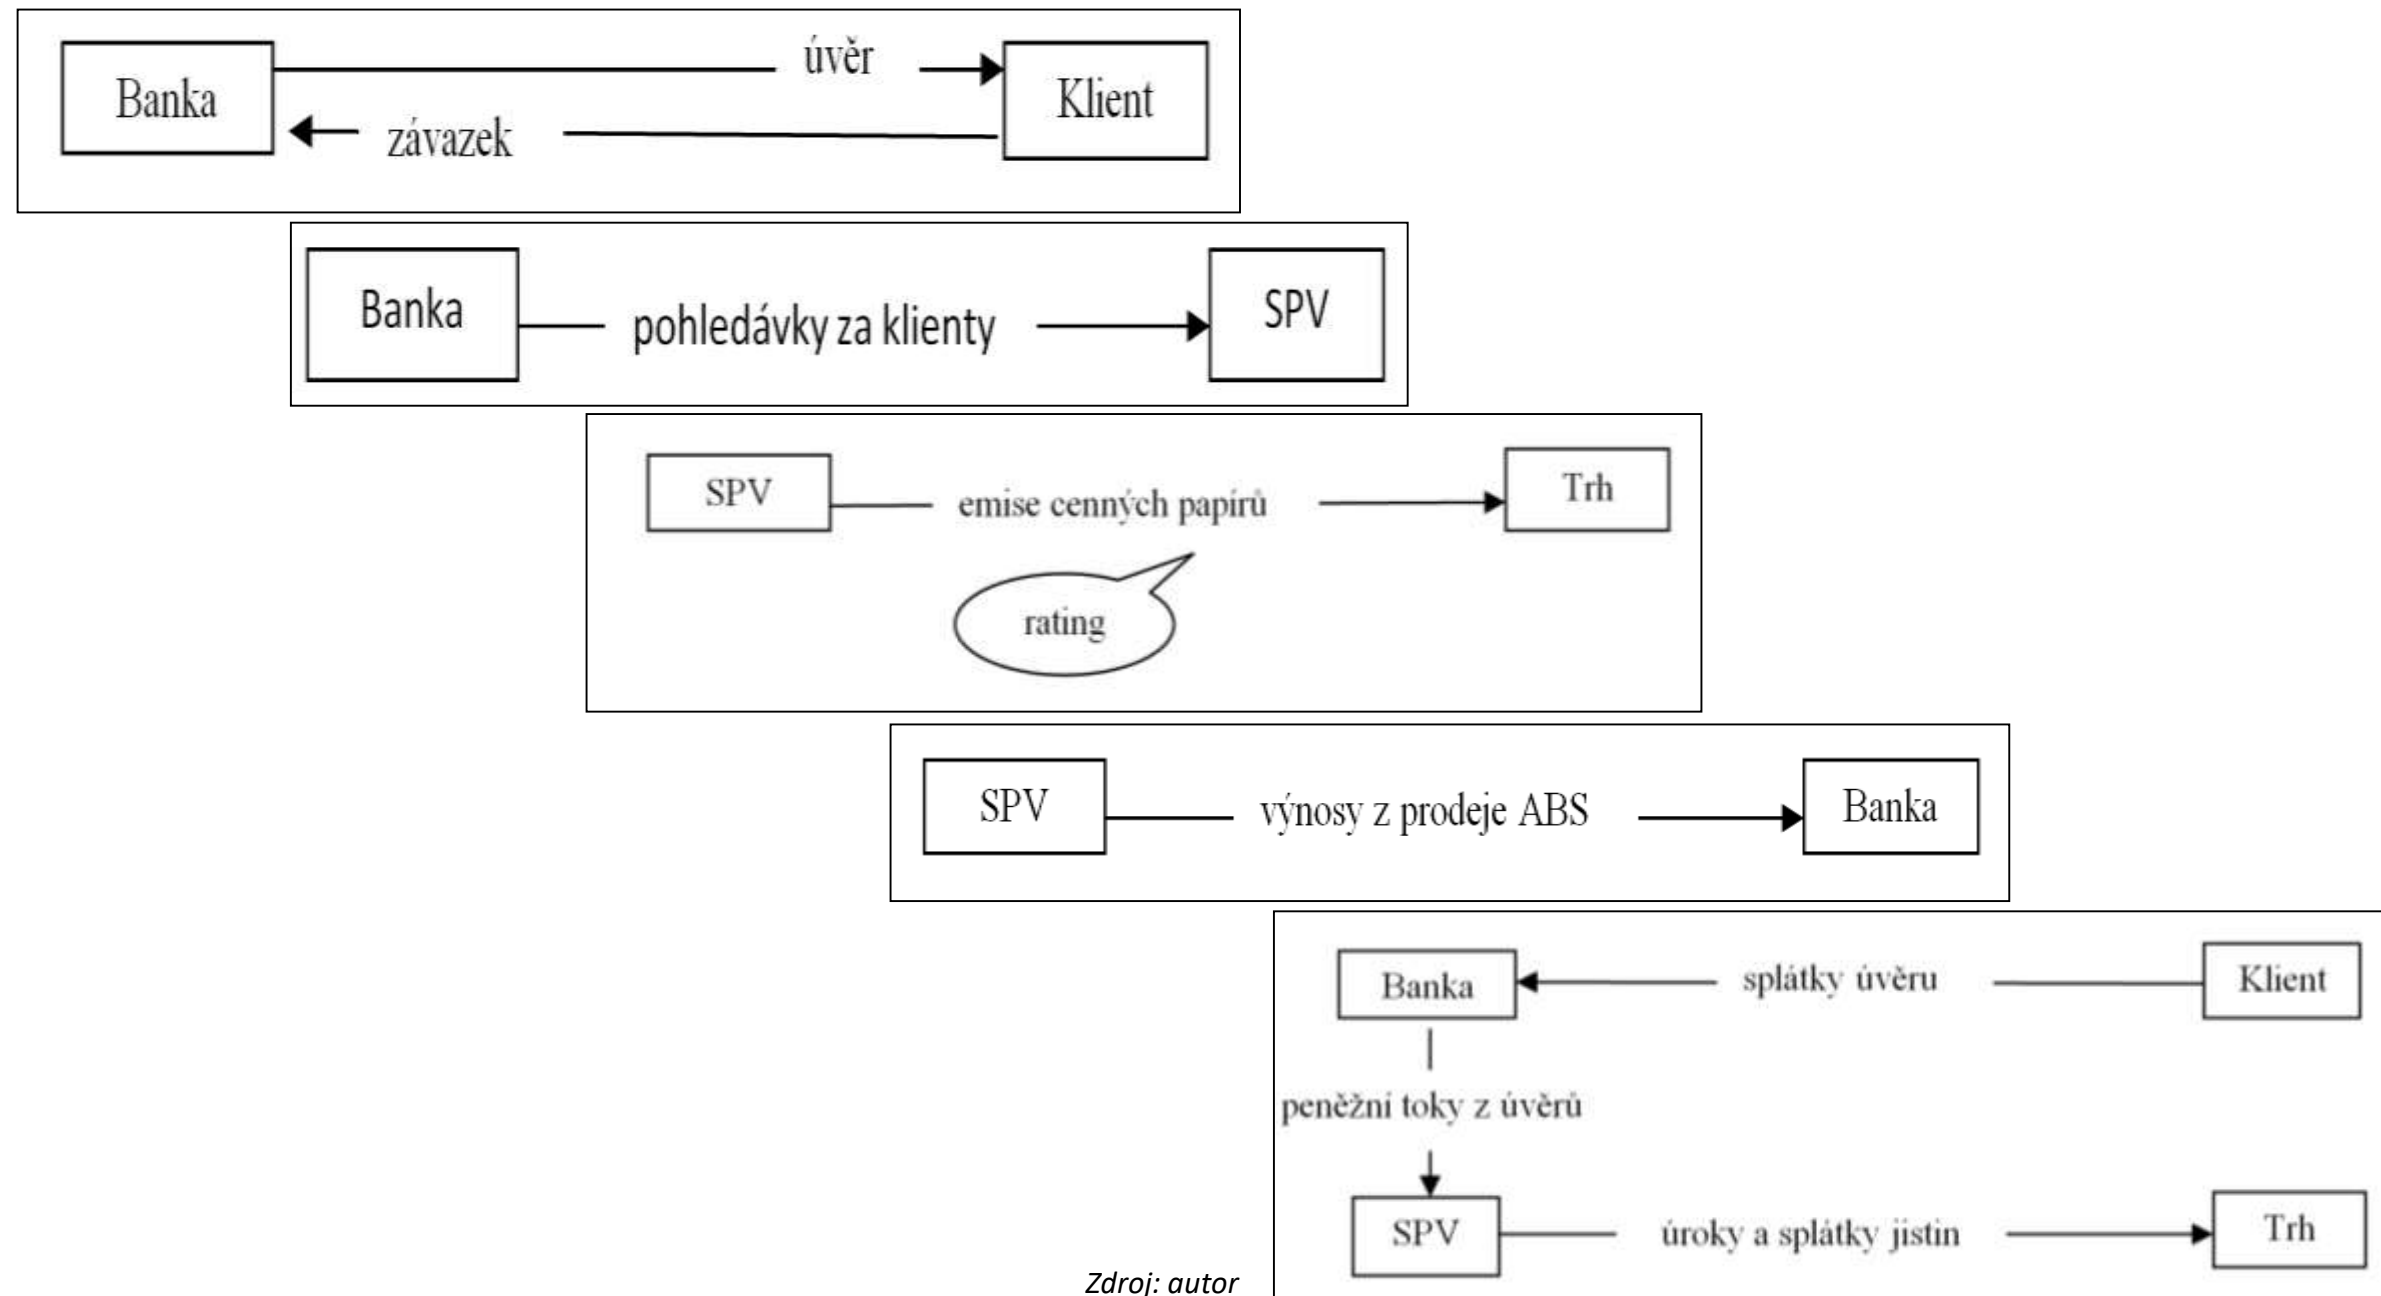 úvěr
Banka
Klient
závazek
Banka
pohledávky za klienty
SPV
SPV
emise cenných papírů
Trh
rating
SPV
výnosy z prodeje ABS
Banka
Banka
splátky úvěru
Klient
peněžní toky z úvěrů
SPV
úroky a splátky jistin
Trh
Zdroj: autor